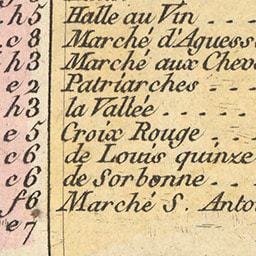 .h5 Halle au Vin
.c8 Marché d'Aguess
.h3 Marché aux Chev
.e2 Patriarches
.h3 la Vallée
.e5 Croix Rouge
.c6 de Louis quinze
.c6 de Sorbonne
.f6 Marché S. Anto
.e7